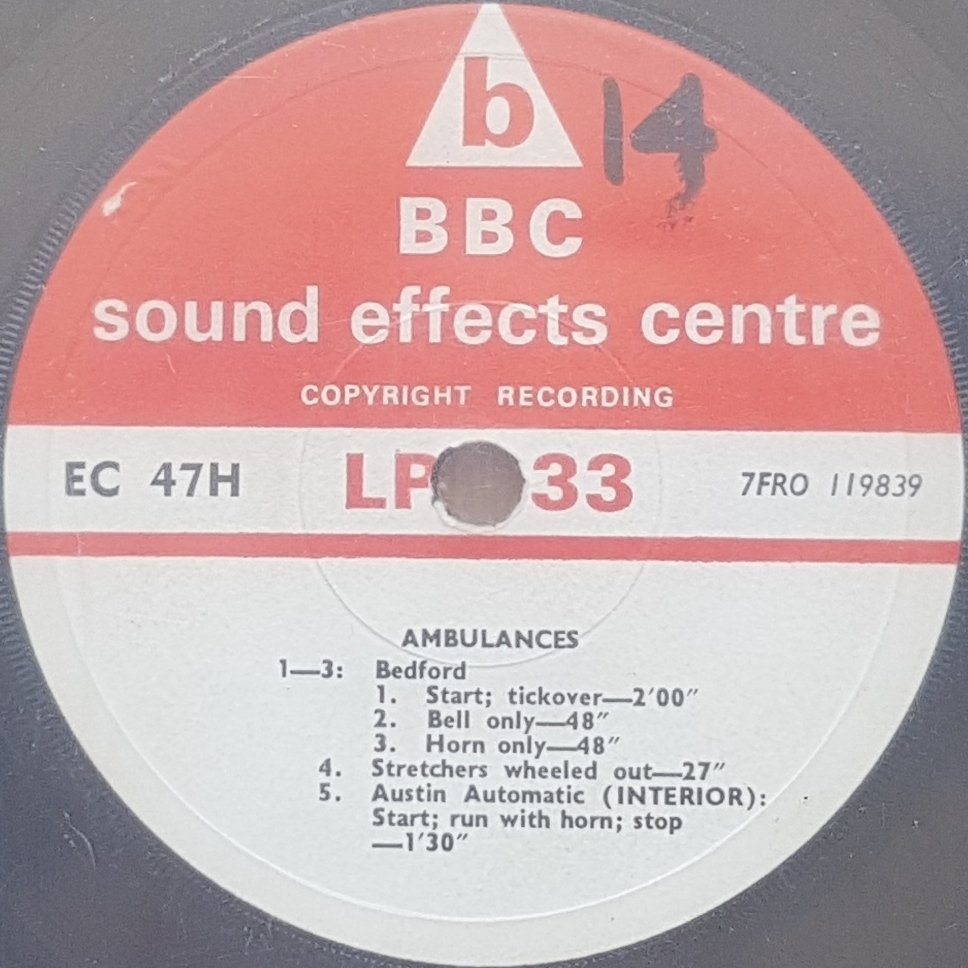 b 14
BBC
sound effects centre
COPYRIGHT RECORDING
EC 47H LP 33 7FRO 119839
AMBULANCES
1—3: Bedford
1. Start; tickover—2'00"
2. Bell only—48"
3. Horn only—48"
4. Stretchers wheeled out—27"
5. Austin Automatic (INTERIOR):
Start; run with horn; stop
—1'30"